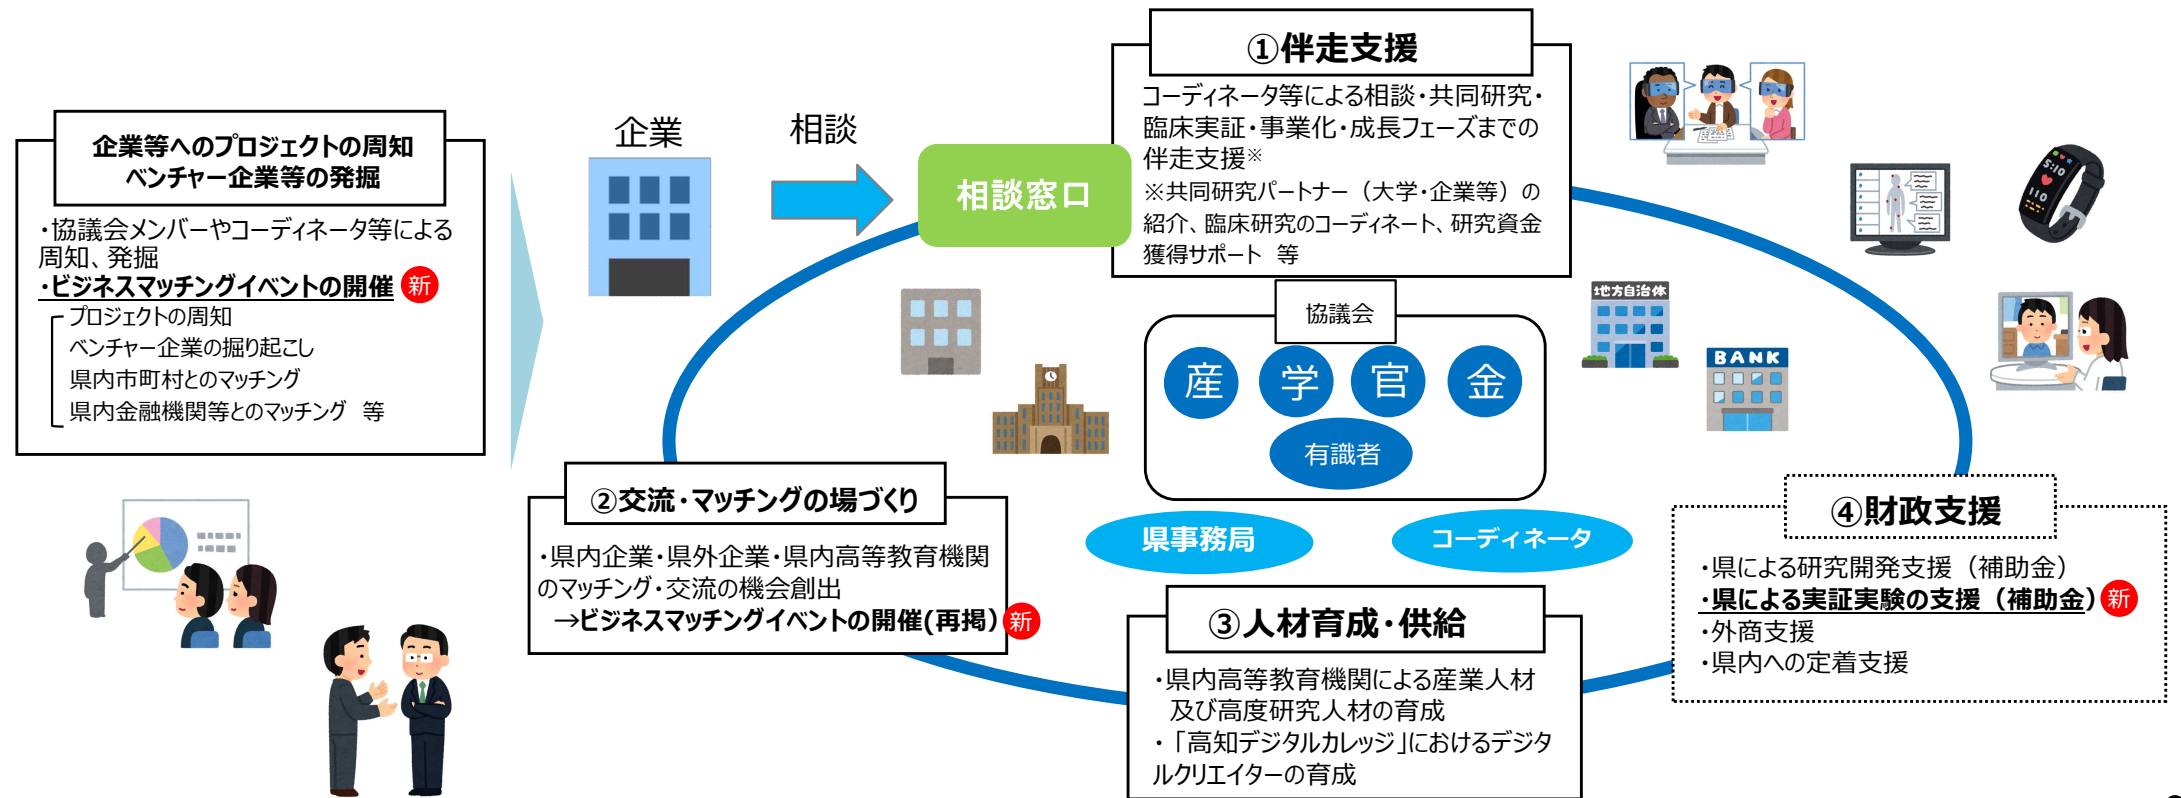 企業等へのプロジェクトの周知
ベンチャー企業等の発掘
・協議会メンバーやコーディネータ等による
周知、発掘
・ビジネスマッチングイベントの開催 新
プロジェクトの周知
ベンチャー企業の掘り起こし
県内市町村とのマッチング
県内金融機関等とのマッチング 等
企業
相談
相談窓口
①伴走支援
コーディネータ等による相談・共同研究・
臨床実証・事業化・成長フェーズまでの
伴走支援※
※共同研究パートナー（大学・企業等）の
紹介、臨床研究のコーディネート、研究資金
獲得サポート 等
協議会
産 学 官 金
有識者
県事務局
コーディネータ
地方自治体
BANK
5:10
110
②交流・マッチングの場づくり
・県内企業・県外企業・県内高等教育機関
のマッチング・交流の機会創出
→ビジネスマッチングイベントの開催(再掲） 新
③人材育成・供給
・県内高等教育機関による産業人材
及び高度研究人材の育成
・「高知デジタルカレッジ」におけるデジタ
ルクリエイターの育成
④財政支援
・県による研究開発支援（補助金）
・県による実証実験の支援（補助金） 新
・外商支援
・県内への定着支援